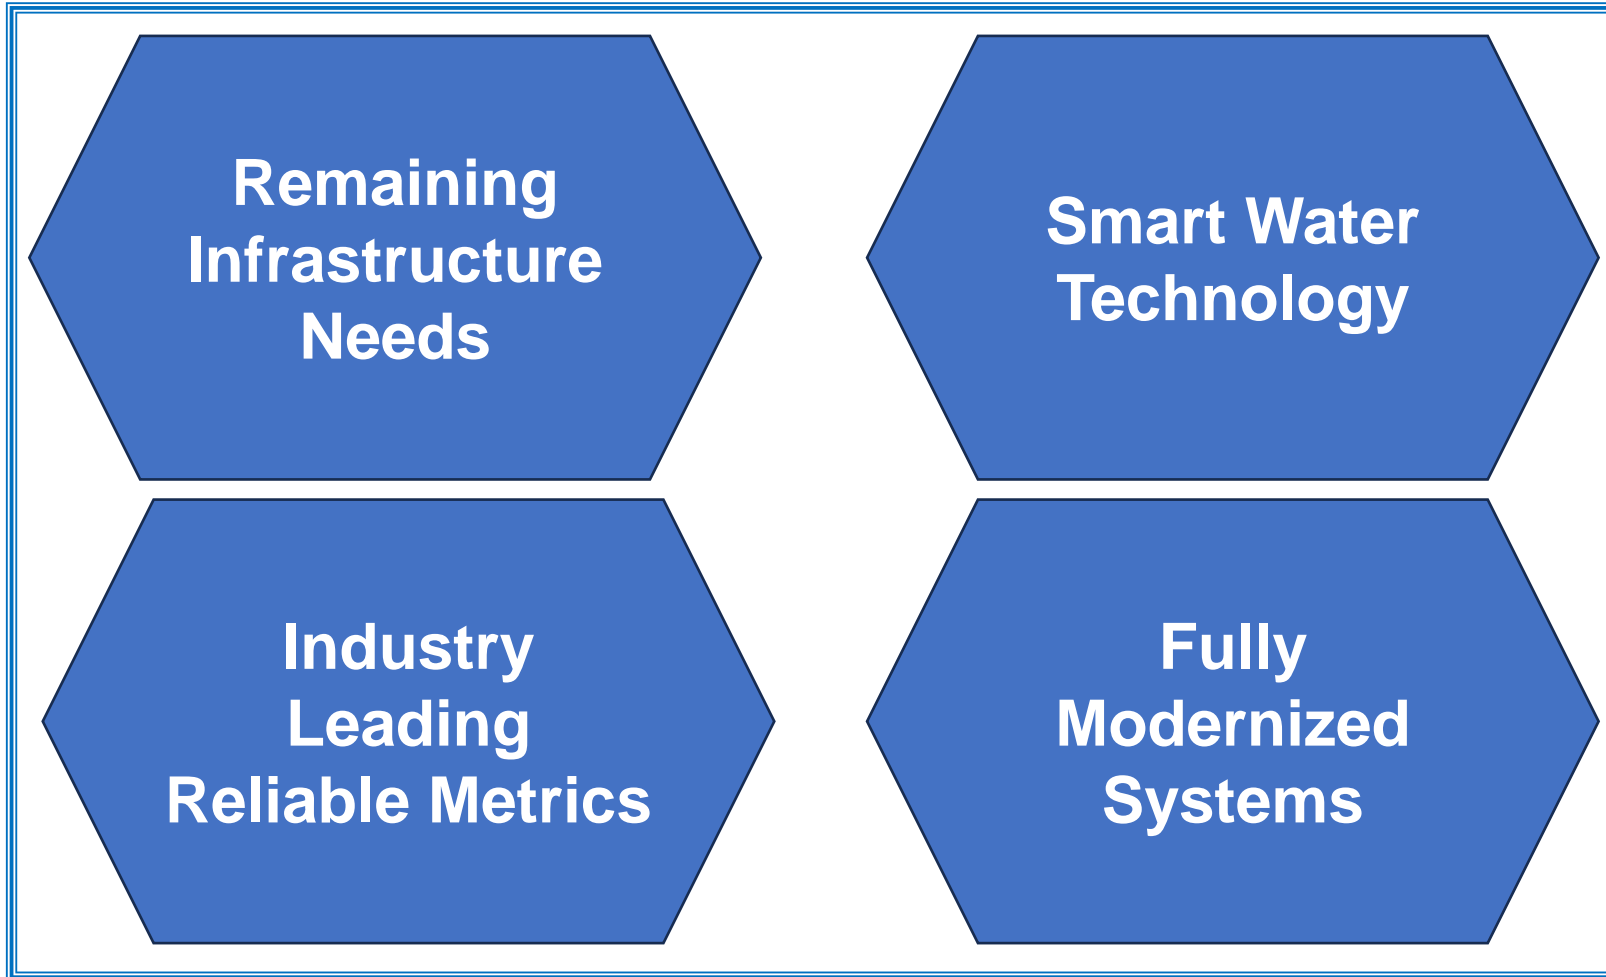 Remaining
Infrastructure
Needs
Smart Water
Technology
Industry
Leading
Reliable Metrics
Fully
Modernized
Systems